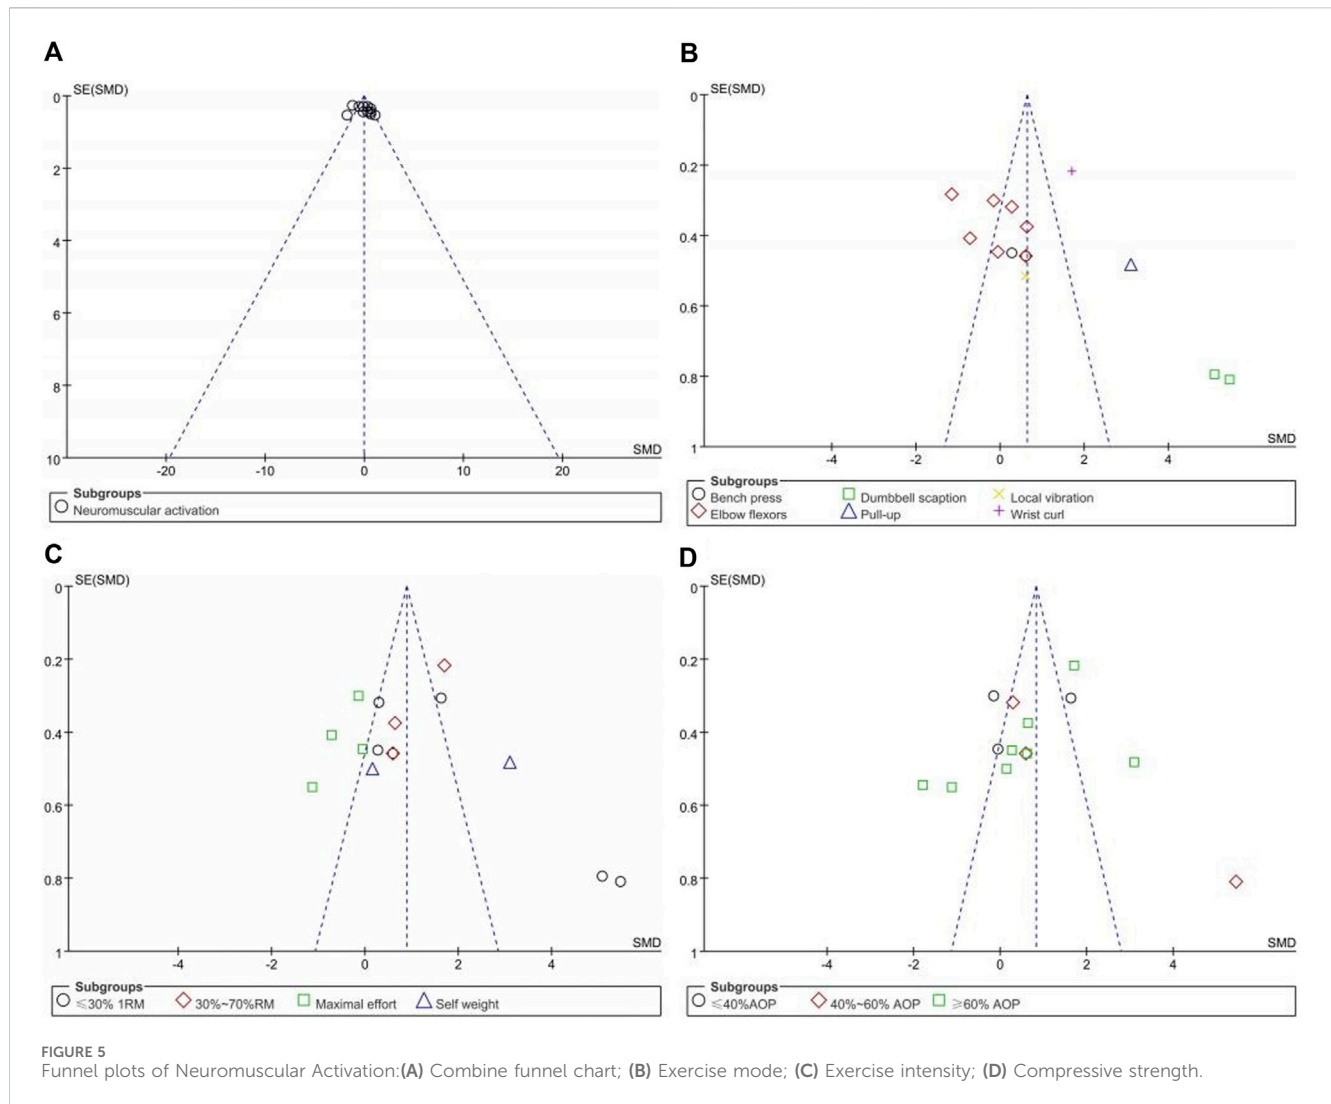 A
SE(SMD)
0
2
4
6
8
10
-20
-10
0
10
20
SMD
Subgroups
Neuromuscular activation
B
SE(SMD)
0
0.2
0.4
0.6
0.8
1
-4
-2
0
2
4
SMD
Subgroups
Bench press
Dumbbell scaption
Local vibration
Elbow flexors
Pull-up
Wrist curl
C
SE(SMD)
0
0.2
0.4
0.6
0.8
1
-4
-2
0
2
4
SMD
Subgroups
≤30% 1RM
30%~70%RM
Maximal effort
Self weight
D
SE(SMD)
0
0.2
0.4
0.6
0.8
1
-4
-2
0
2
4
SMD
Subgroups
≤40%AOP
40%~60% AOP
≥60% AOP
FIGURE 5
Funnel plots of Neuromuscular Activation:(A) Combine funnel chart; (B) Exercise mode; (C) Exercise intensity; (D) Compressive strength.